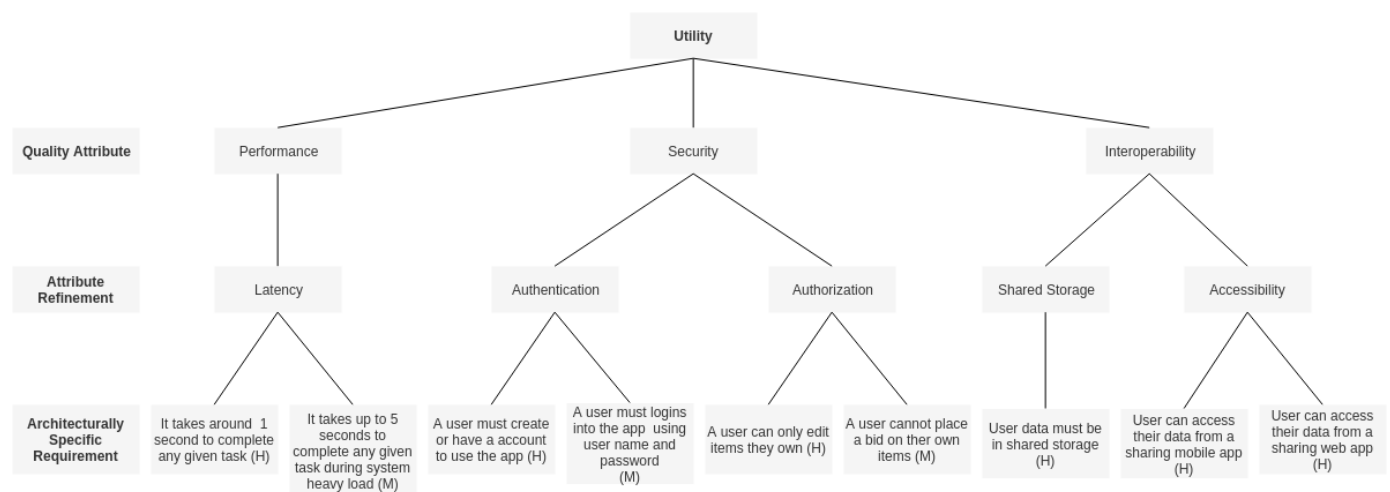 Utility
Quality Attribute
Performance
Security
Interoperability
Attribute
Refinement
Latency
Authentication
Authorization
Shared Storage
Accessibility
Architecturally
Specific
Requirement
It takes around  1
second to complete
any given task (H)
It takes up to 5
seconds to
complete any given
task during system
heavy load (M)
A user must create
or have a account
to use the app (H)
A user must logins
into the app  using
user name and
password
(M)
A user can only edit
items they own (H)
A user cannot place
a bid on ther own
items (M)
User data must be
in shared storage
(H)
User can access
their data from a
sharing mobile app
(H)
User can access
their data from a
sharing web app
(H)